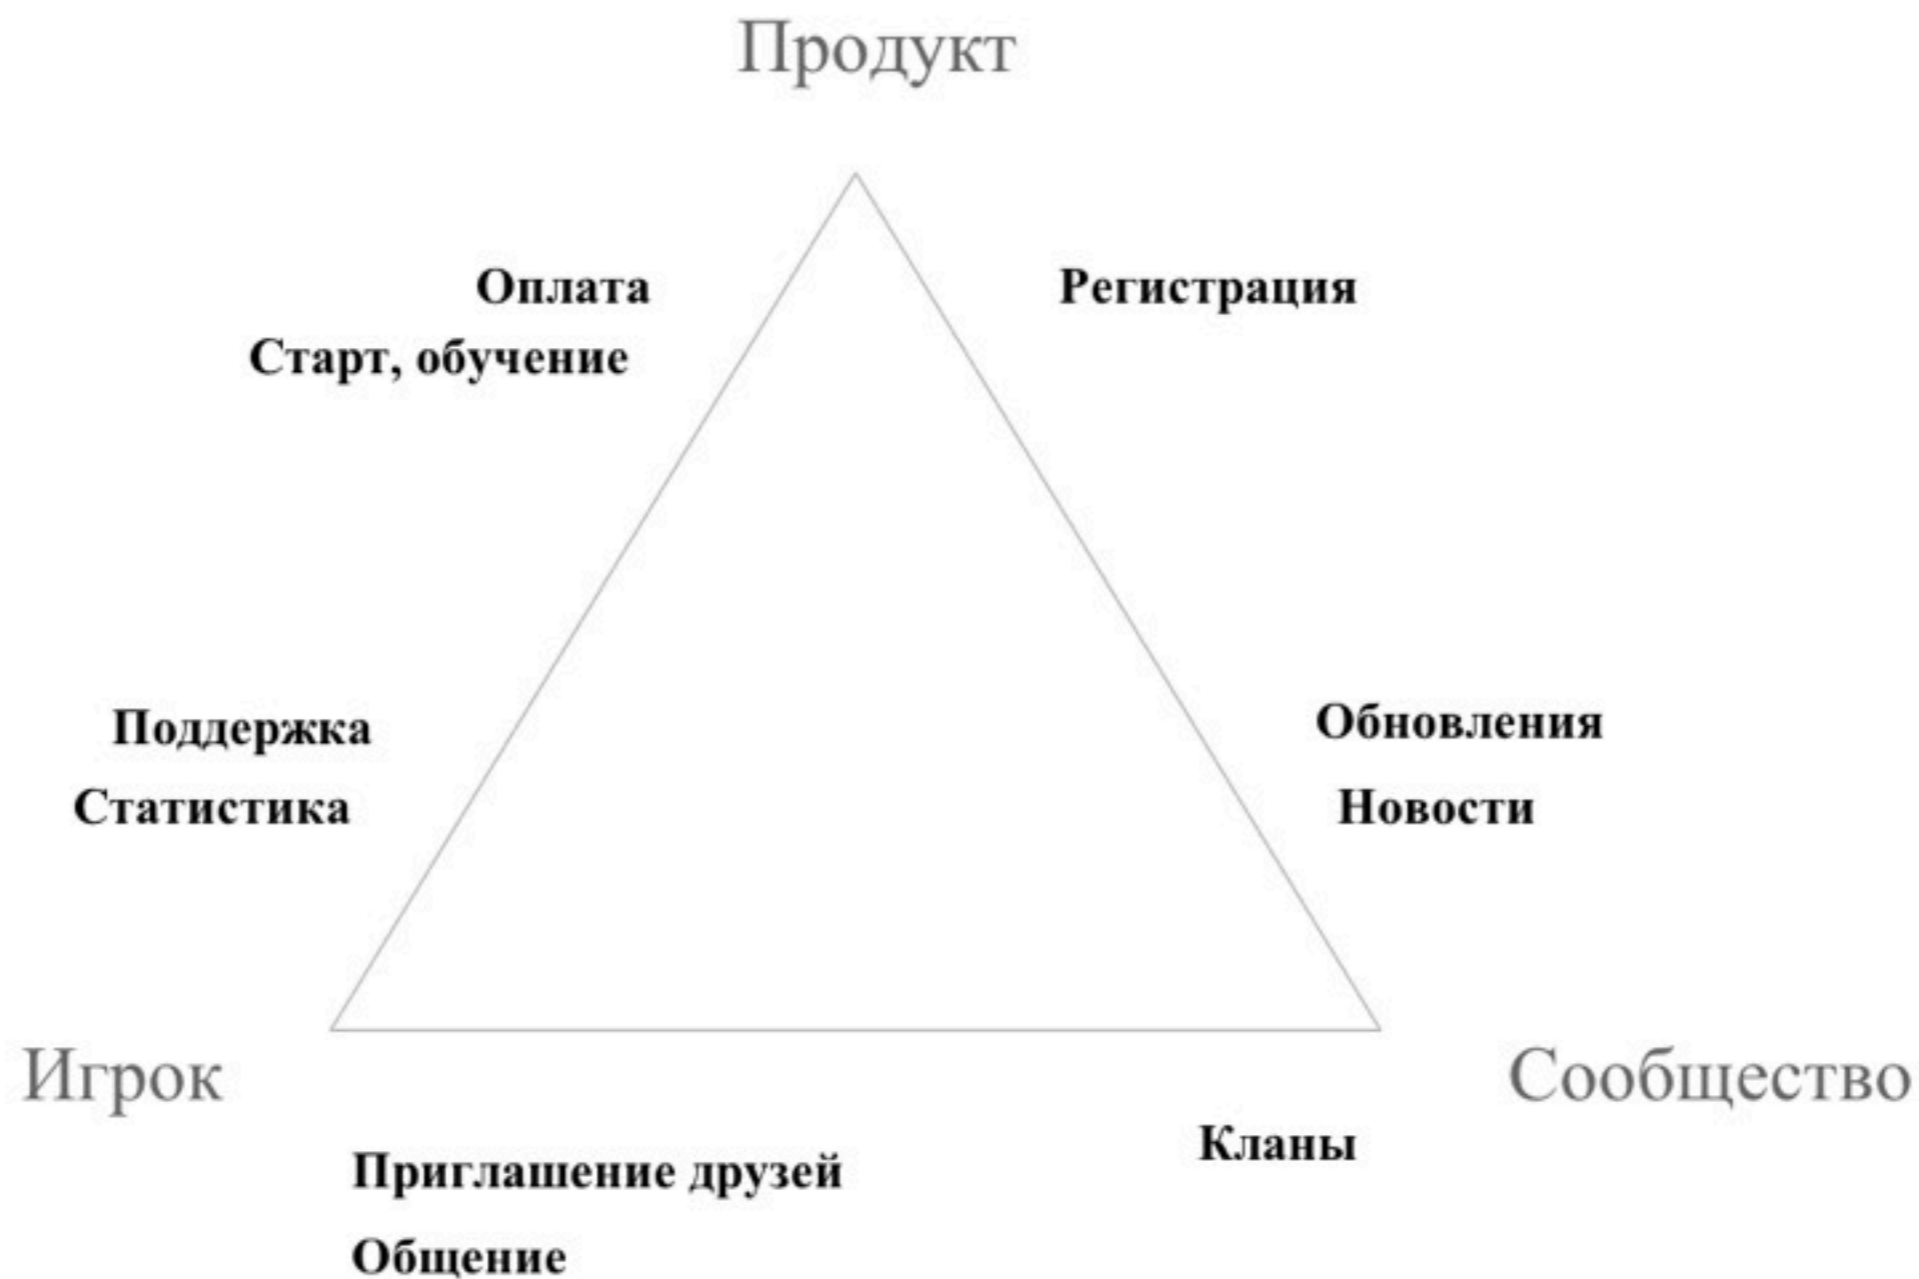 Продукт
Оплата
Регистрация
Старт, обучение
Поддержка
Обновления
Статистика
Новости
Игрок
Сообщество
Кланы
Приглашение друзей
Общение